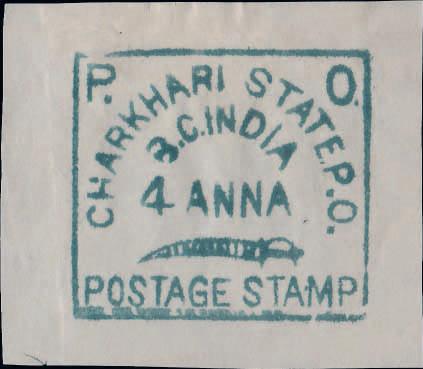 P. O.
CHARKHARI STATE.P.O.
B.C.INDIA
4 ANNA
POSTAGE STAMP